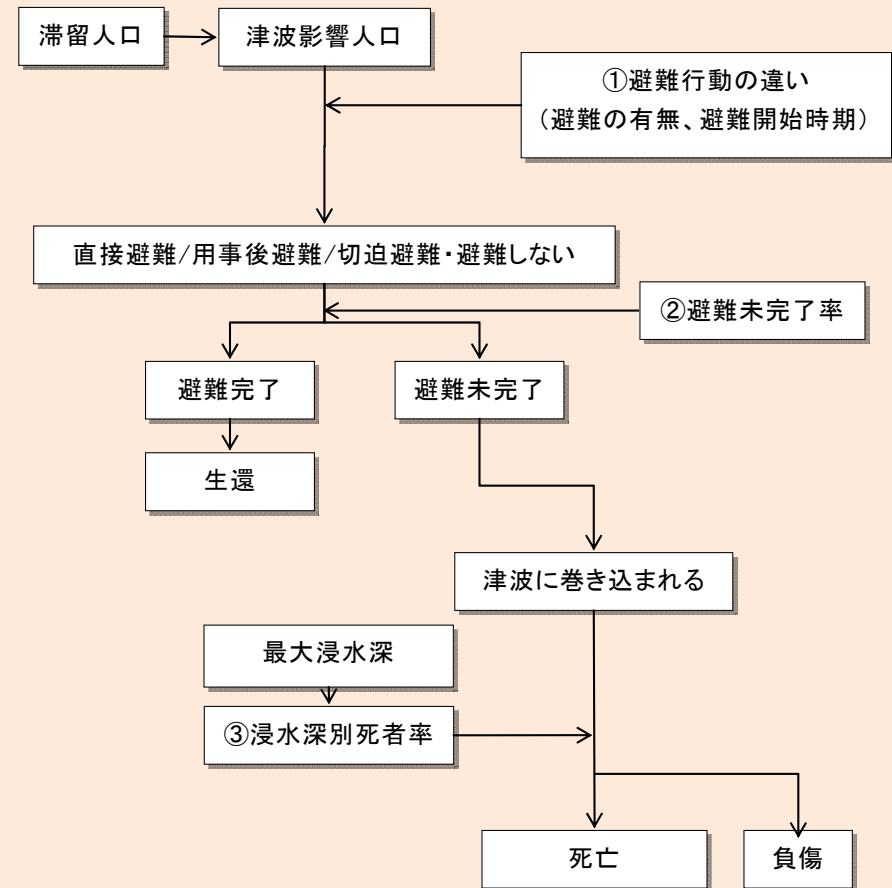 滞留人口
津波影響人口
①避難行動の違い
(避難の有無、避難開始時期)
直接避難/用事後避難/切迫避難・避難しない
②避難未完了率
避難完了
避難未完了
生還
津波に巻き込まれる
最大浸水深
③浸水深別死者率
死亡
負傷